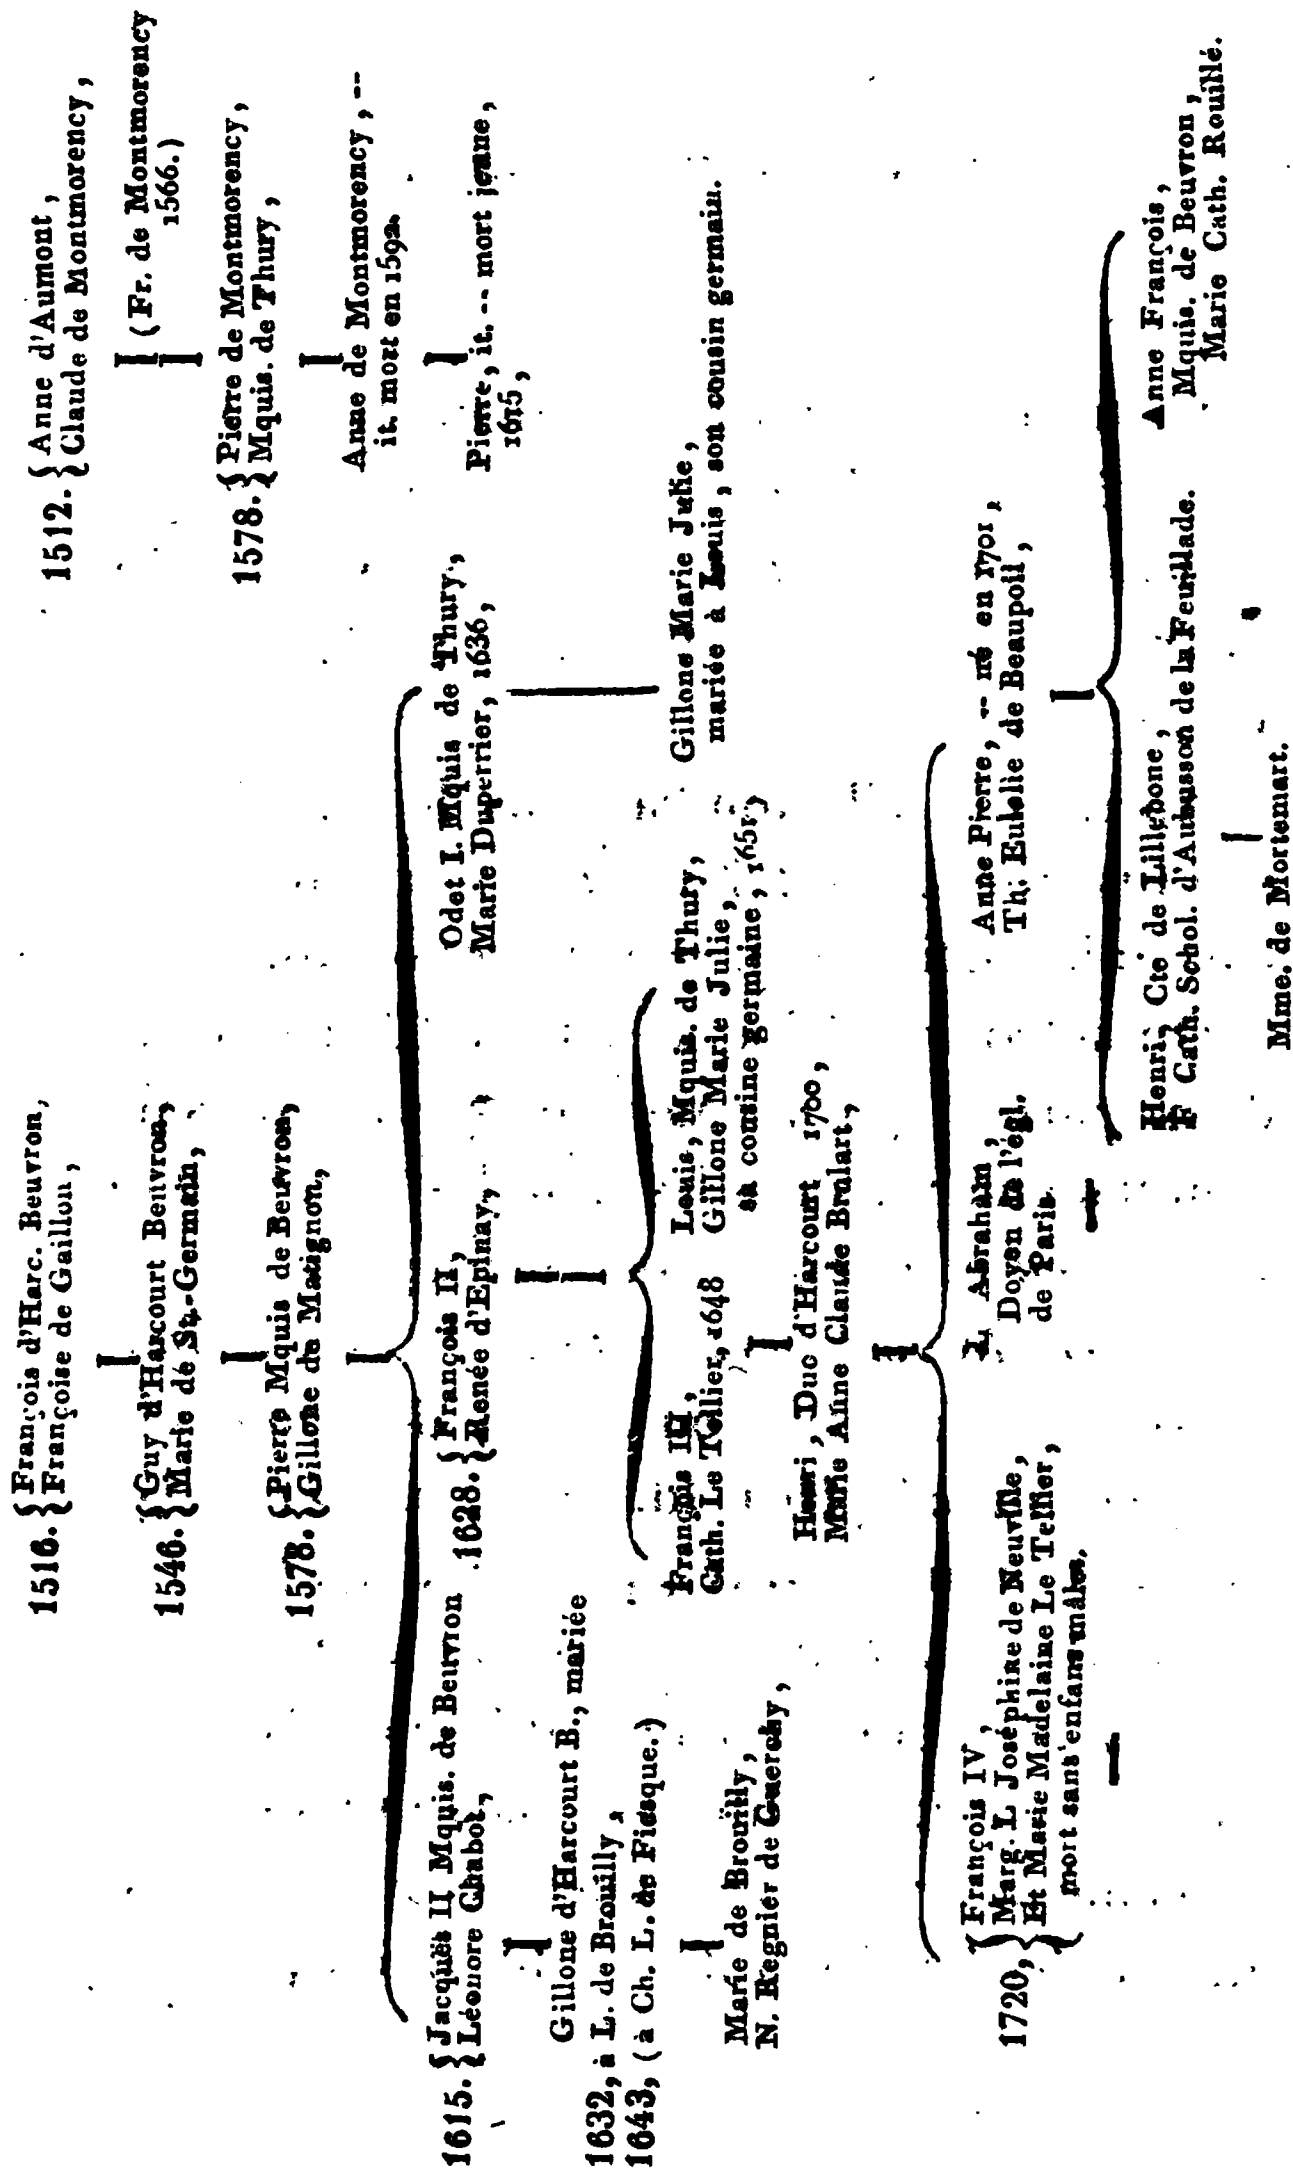 1516. { François d'Harc. Beuvron,
Françoise de Gaillon,
1546. { Guy d'Harcourt Beuvron,
Marie de St.-Germain,
1578. { Pierre Mquis de Beuvron,
Gillone de Matignon,
1512. { Anne d'Aumont,
Claude de Montmorency,
(Fr. de Montmorency
1566.)
1578. { Pierre de Montmorency,
Mquis. de Thury,
Anne de Montmorency, --
it. mort en 1592.
Pierre, it. -- mort jeune,
1615,
1615. { Jacques II Mquis. de Beuvron
Léonore Chabot,
Gillone d'Harcourt B., mariée
1632, à L. de Brouilly,
1643, (à Ch. L. de Fiesque.)
Marie de Brouilly,
N. Regnier de Guerchy,
1628. { François II,
Renée d'Epinay,
Odet I. Mquis de Thury,
Marie Duperrier, 1636,
François III,
Cath. Le Tellier, 1648
Louis, Mquis. de Thury,
Gillone Marie Julie,
sa cousine germaine, 1651,
Gillone Marie Julie,
mariée à Louis, son cousin germain.
Henri, Duc d'Harcourt 1700,
Marie Anne Claude Brulart,
1720, { François IV,
Marg. L Joséphine de Neuville,
Et Marie Madelaine Le Tellier,
mort sans enfans mâles.
L. Abraham,
Doyen de l'égl.
de Paris.
Anne Pierre, -- né en 1701,
Th. Eulalie de Beaupoil,
Henri, Cte de Lillebone,
F Cath. Schol. d'Aubusson de la Feuillade.
Mme. de Mortemart.
Anne François,
Mquis. de Beuvron,
Marie Cath. Rouillé.